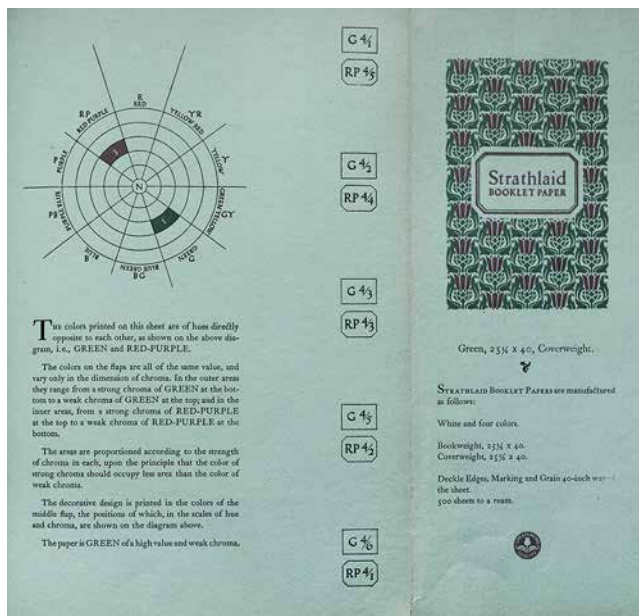 R
RED
RP
RED PURPLE
YR
YELLOW RED
P
PURPLE
Y
YELLOW
N
PB
PURPLE BLUE
GY
GREEN YELLOW
B
BLUE
G
GREEN
BLUE GREEN
BG
THE colors printed on this sheet are of hues directly
opposite to each other, as shown on the above dia-
gram, i.e., GREEN and RED-PURPLE.
The colors on the flaps are all of the same value, and
vary only in the dimension of chroma. In the outer areas
they range from a strong chroma of GREEN at the bot-
tom to a weak chroma of GREEN at the top; and in the
inner areas, from a strong chroma of RED-PURPLE
at the top to a weak chroma of RED-PURPLE at the
bottom.
The areas are proportioned according to the strength
of chroma in each, upon the principle that the color of
strong chroma should occupy less area than the color of
weak chroma.
The decorative design is printed in the colors of the
middle flap, the positions of which, in the scales of hue
and chroma, are shown on the diagram above.
The paper is GREEN of a high value and weak chroma.
G 4/1
RP 4/5
G 4/2
RP 4/4
G 4/3
RP 4/3
G 4/5
RP 4/2
G 4/6
RP 4/1
Strathlaid
BOOKLET PAPER
Green, 25¼ x 40, Coverweight.
STRATHLAID BOOKLET PAPERS are manufactured
as follows:
White and four colors.
Bookweight, 25¼ x 40.
Coverweight, 25¼ x 40.
Deckle Edges, Marking and Grain 40-inch
the sheet.
500 sheets to a ream.